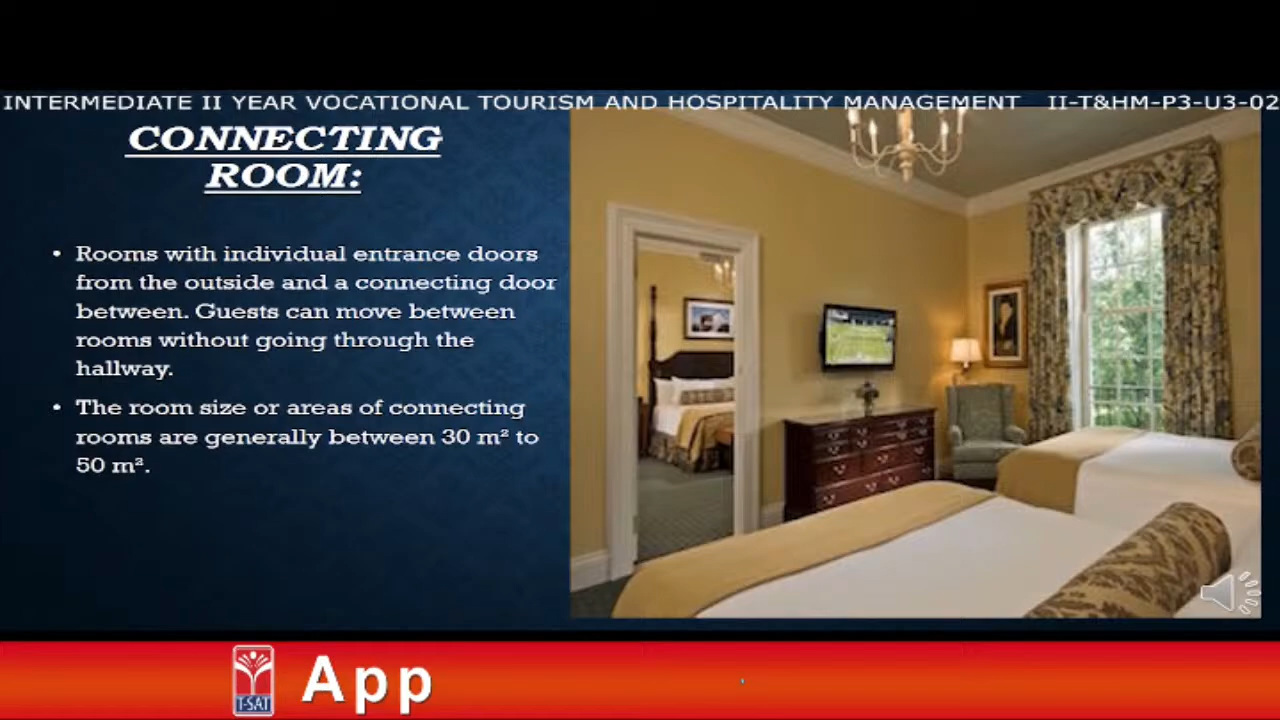 INTERMEDIATE II YEAR VOCATIONAL TOURISM AND HOSPITALITY MANAGEMENT II-T&HM-P3-U3-02
CONNECTING
ROOM:
• Rooms with individual entrance doors
from the outside and a connecting door
between. Guests can move between
rooms without going through the
hallway.
• The room size or areas of connecting
rooms are generally between 30 m² to
50 m².
T-SAT
App